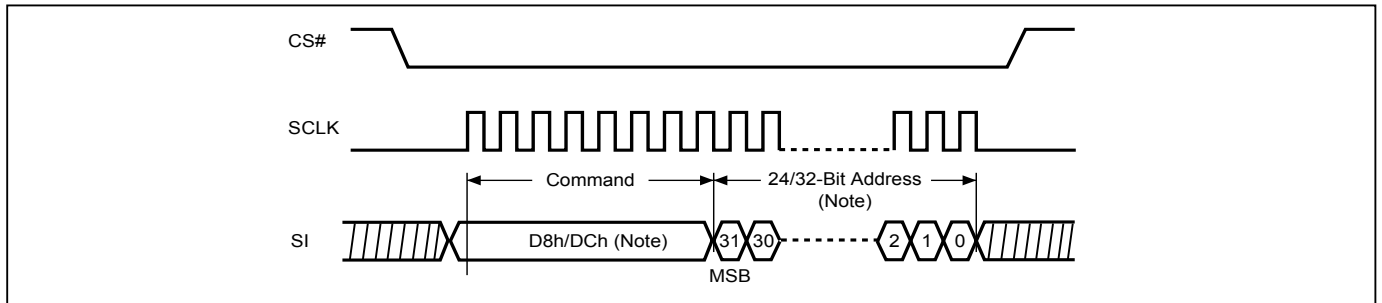 CS#
SCLK
Command
24/32-Bit Address
(Note)
SI
D8h/DCh (Note)
31
30
2
1
0
MSB